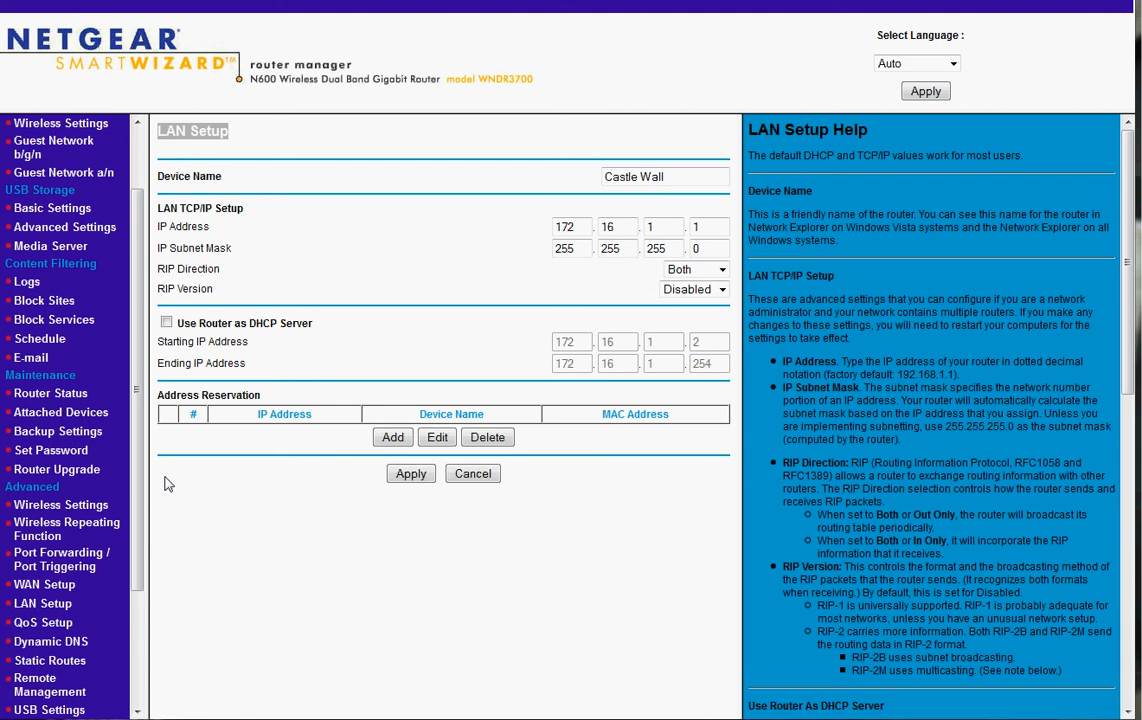 NETGEAR®
SMARTWIZARD™
router manager
N600 Wireless Dual Band Gigabit Router model WNDR3700
Select Language :
Auto
Apply
Wireless Settings
Guest Network
b/g/n
Guest Network a/n
USB Storage
Basic Settings
Advanced Settings
Media Server
Content Filtering
Logs
Block Sites
Block Services
Schedule
E-mail
Maintenance
Router Status
Attached Devices
Backup Settings
Set Password
Router Upgrade
Advanced
Wireless Settings
Wireless Repeating
Function
Port Forwarding /
Port Triggering
WAN Setup
LAN Setup
QoS Setup
Dynamic DNS
Static Routes
Remote
Management
USB Settings
LAN Setup
Device Name Castle Wall
LAN TCP/IP Setup
IP Address 172 . 16 . 1 . 1
IP Subnet Mask 255 . 255 . 255 . 0
RIP Direction Both
RIP Version Disabled
Use Router as DHCP Server
Starting IP Address 172 . 16 . 1 . 2
Ending IP Address 172 . 16 . 1 . 254
Address Reservation
# IP Address Device Name MAC Address
Add Edit Delete
Apply Cancel
LAN Setup Help
The default DHCP and TCP/IP values work for most users.
Device Name
This is a friendly name of the router. You can see this name for the router in
Network Explorer on Windows Vista systems and the Network Explorer on all
Windows systems.
LAN TCP/IP Setup
These are advanced settings that you can configure if you are a network
administrator and your network contains multiple routers. If you make any
changes to these settings, you will need to restart your computers for the
settings to take effect.
IP Address. Type the IP address of your router in dotted decimal
notation (factory default: 192.168.1.1).
IP Subnet Mask. The subnet mask specifies the network number
portion of an IP address. Your router will automatically calculate the
subnet mask based on the IP address that you assign. Unless you
are implementing subnetting, use 255.255.255.0 as the subnet mask
(computed by the router).
RIP Direction: RIP (Routing Information Protocol, RFC1058 and
RFC1389) allows a router to exchange routing information with other
routers. The RIP Direction selection controls how the router sends and
receives RIP packets.
When set to Both or Out Only, the router will broadcast its
routing table periodically.
When set to Both or In Only, it will incorporate the RIP
information that it receives.
RIP Version: This controls the format and the broadcasting method of
the RIP packets that the router sends. (It recognizes both formats
when receiving.) By default, this is set for Disabled.
RIP-1 is universally supported. RIP-1 is probably adequate for
most networks, unless you have an unusual network setup.
RIP-2 carries more information. Both RIP-2B and RIP-2M send
the routing data in RIP-2 format.
RIP-2B uses subnet broadcasting.
RIP-2M uses multicasting. (See note below.)
Use Router As DHCP Server